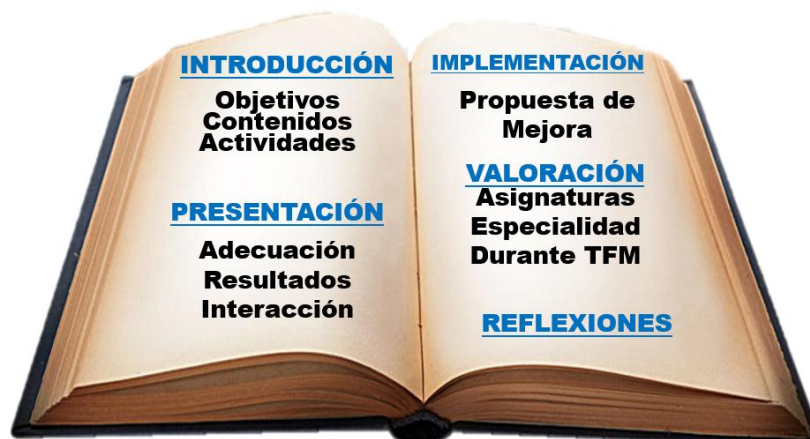 INTRODUCCIÓN
Objetivos
Contenidos
Actividades
PRESENTACIÓN
Adecuación
Resultados
Interacción
IMPLEMENTACIÓN
Propuesta de
Mejora
VALORACIÓN
Asignaturas
Especialidad
Durante TFM
REFLEXIONES